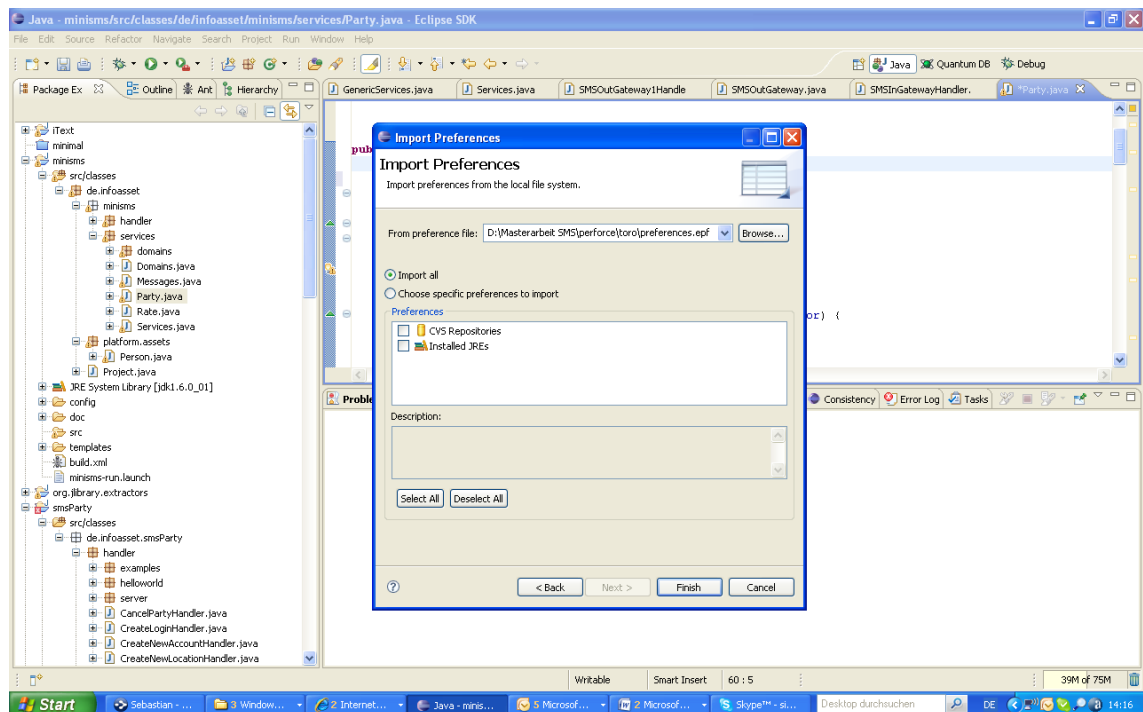 Java - minisms/src/classes/de/infoasset/minisms/services/Party.java - Eclipse SDK
File Edit Source Refactor Navigate Search Project Run Window Help
Java Quantum DB Debug
Package Ex Outline Ant Hierarchy
GenericServices.java Services.java SMSOutGateway1Handle SMSOutGateway.java SMSInGatewayHandler. *Party.java
iText
minimal
minisms
src/classes
de.infoasset
minisms
handler
services
domains
Domains.java
Messages.java
Party.java
Rate.java
Services.java
platform.assets
Person.java
Project.java
JRE System Library [jdk1.6.0_01]
config
doc
src
templates
build.xml
minisms-run.launch
org.jlibrary.extractors
smsParty
src/classes
de.infoasset.smsParty
handler
examples
helloworld
server
CancelPartyHandler.java
CreateLoginHandler.java
CreateNewAccountHandler.java
CreateNewLocationHandler.java
pub
or) {
Import Preferences
Import Preferences
Import preferences from the local file system.
From preference file: D:\Masterarbeit SMS\perforce\toro\preferences.epf Browse...
Import all
Choose specific preferences to import
Preferences
CVS Repositories
Installed JREs
Description:
Select All Deselect All
? < Back Next > Finish Cancel
Proble Consistency Error Log Tasks
Writable Smart Insert 60 : 5 39M of 75M
Start Sebastian - ... 3 Window... 2 Internet... Java - minis... 5 Microsof... 2 Microsof... Skype™ - si... Desktop durchsuchen DE 14:16